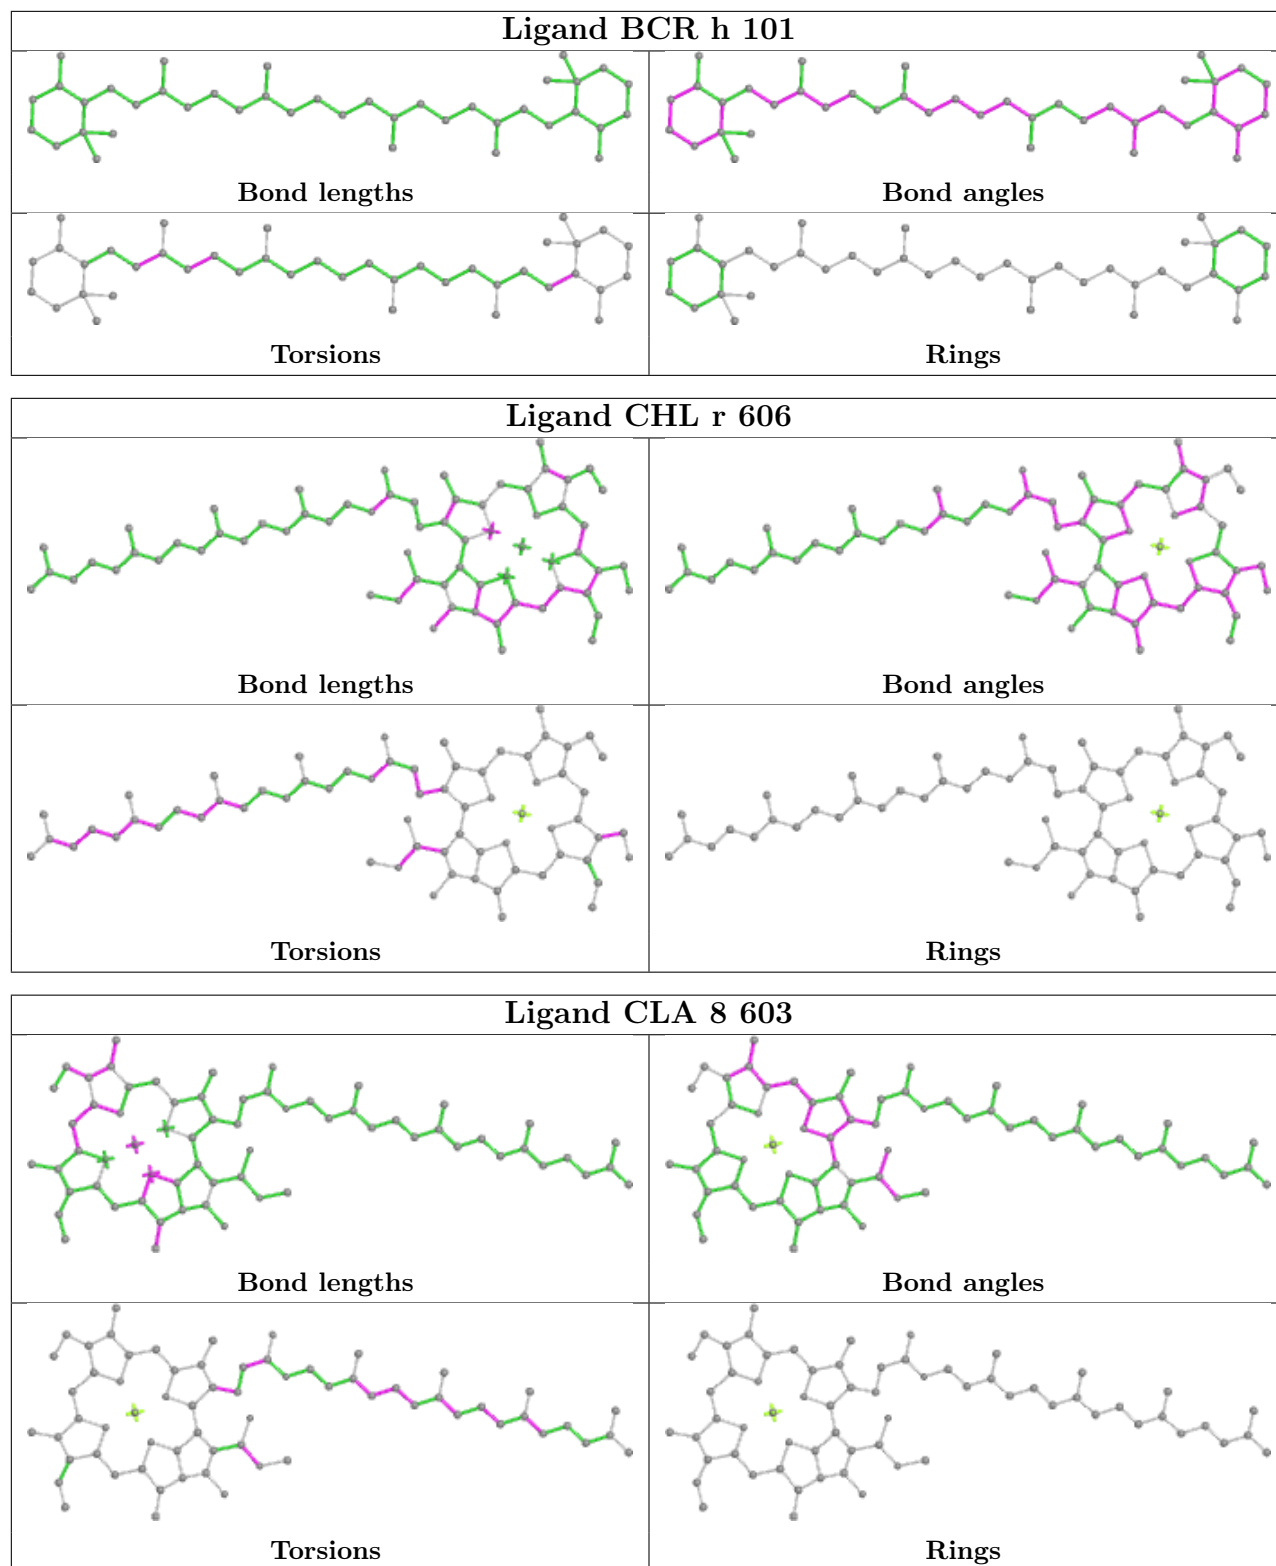 Ligand BCR h 101
Bond lengths
Bond angles
Torsions
Rings
Ligand CHL r 606
Bond lengths
Bond angles
Torsions
Rings
Ligand CLA 8 603
Bond lengths
Bond angles
Torsions
Rings